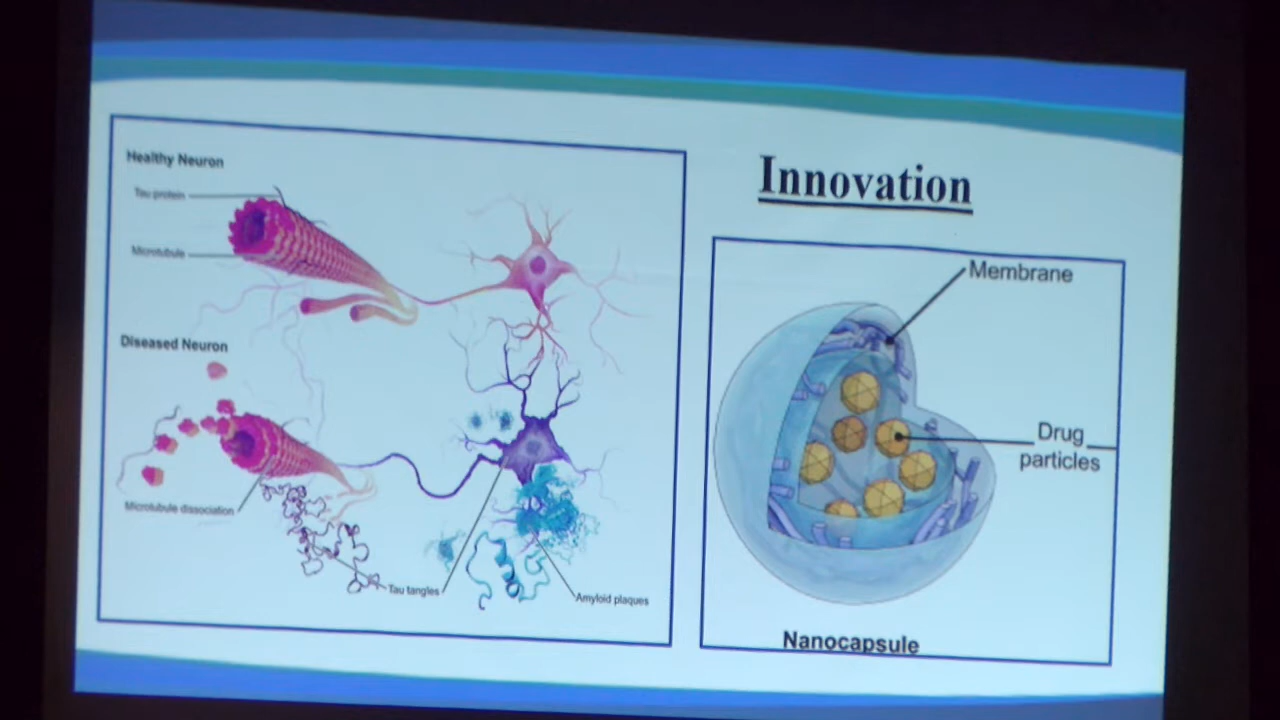 Innovation
Healthy Neuron
Tau protein
Microtubule
Diseased Neuron
Microtubule dissociation
Tau tangles
Amyloid plaques
Membrane
Drug
particles
Nanocapsule